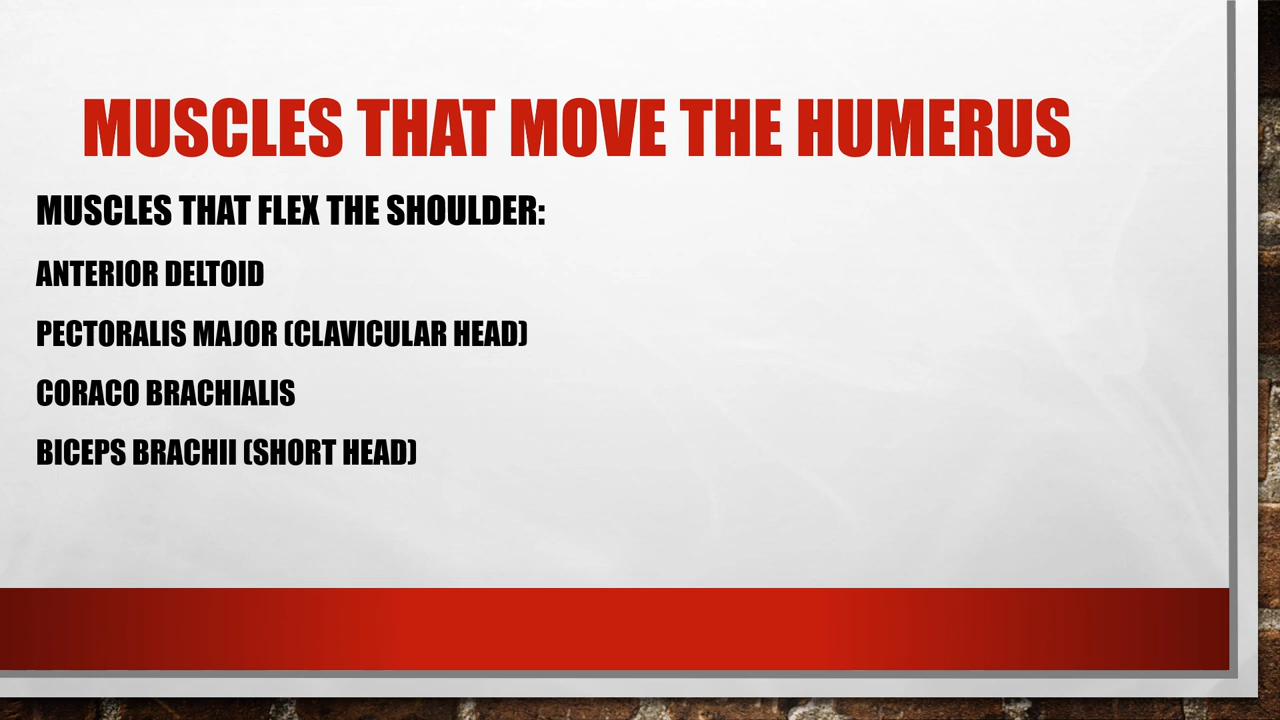 MUSCLES THAT MOVE THE HUMERUS
MUSCLES THAT FLEX THE SHOULDER:
ANTERIOR DELTOID
PECTORALIS MAJOR (CLAVICULAR HEAD)
CORACO BRACHIALIS
BICEPS BRACHII (SHORT HEAD)